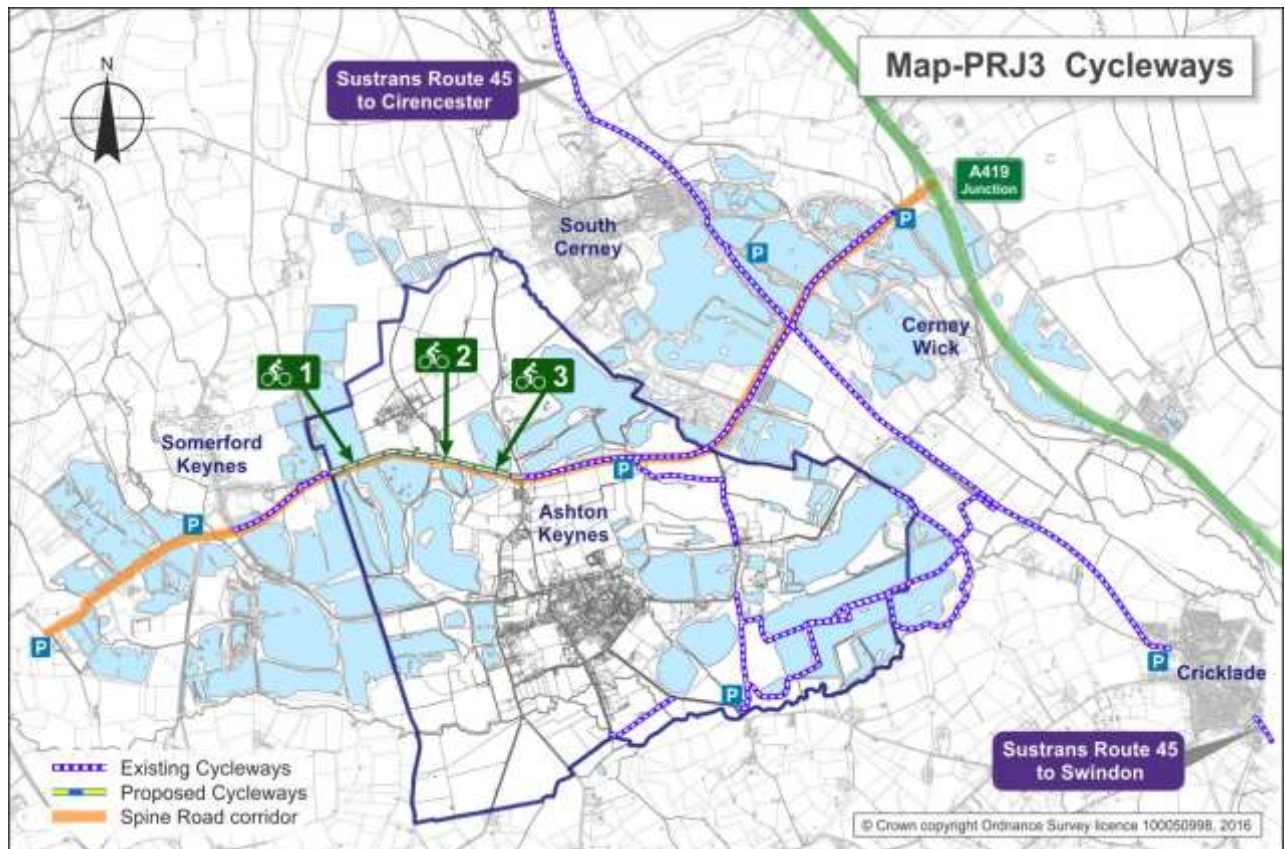 Map-PRJ3 Cycleways
N
Sustrans Route 45
to Cirencester
A419
Junction
P
South
Cerney
P
Cerney
Wick
1
2
3
Somerford
Keynes
P
Ashton
Keynes
P
P
P
P
Cricklade
Sustrans Route 45
to Swindon
Existing Cycleways
Proposed Cycleways
Spine Road corridor
© Crown copyright Ordnance Survey licence 100050998, 2016